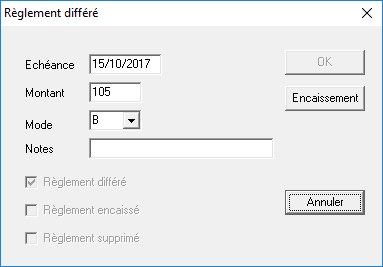 Règlement différé
Echéance 15/10/2017 OK
Montant 105 Encaissement
Mode B
Notes
Règlement différé
Règlement encaissé Annuler
Règlement supprimé